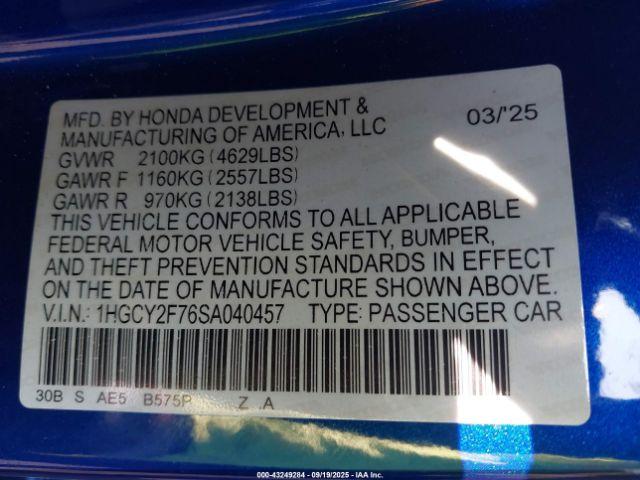 MFD. BY HONDA DEVELOPMENT &
MANUFACTURING OF AMERICA, LLC 03/'25
GVWR 2100KG (4629LBS)
GAWR F 1160KG (2557LBS)
GAWR R 970KG (2138LBS)
THIS VEHICLE CONFORMS TO ALL APPLICABLE
FEDERAL MOTOR VEHICLE SAFETY, BUMPER,
AND THEFT PREVENTION STANDARDS IN EFFECT
ON THE DATE OF MANUFACTURE SHOWN ABOVE.
V.I.N.: 1HGCY2F76SA040457 TYPE: PASSENGER CAR
30B S AE5 B575P Z A
000-43249284 - 09/19/2025 - IAA Inc.